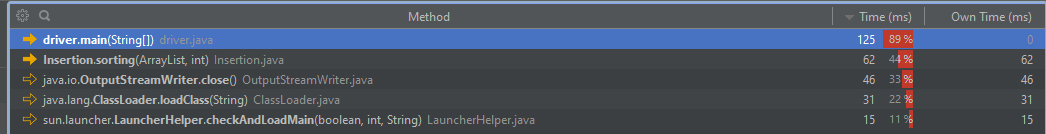 Method Time (ms) Own Time (ms)
driver.main(String[]) driver.java 125 89 % 0
Insertion.sorting(ArrayList, int) Insertion.java 62 44 % 62
java.io.OutputStreamWriter.close() OutputStreamWriter.java 46 33 % 46
java.lang.ClassLoader.loadClass(String) ClassLoader.java 31 22 % 31
sun.launcher.LauncherHelper.checkAndLoadMain(boolean, int, String) LauncherHelper.java 15 11 % 15